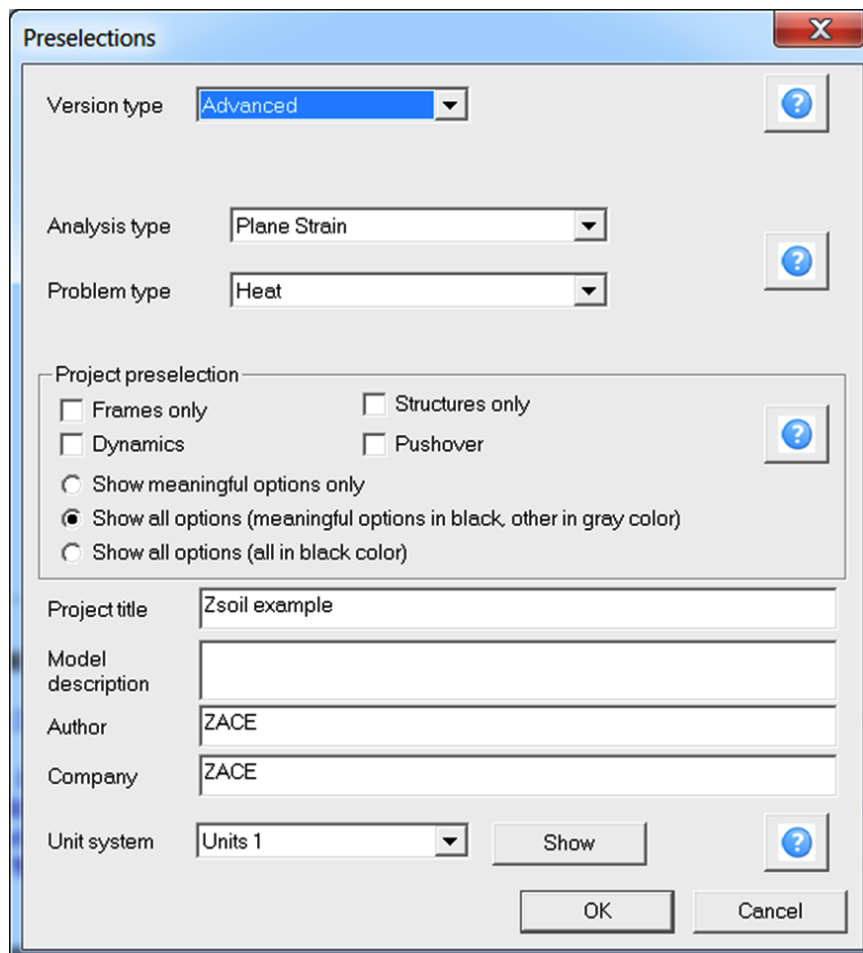 Preselections
X
Version type Advanced ?
Analysis type Plane Strain
?
Problem type Heat
Project preselection
Frames only Structures only
?
Dynamics Pushover
Show meaningful options only
Show all options (meaningful options in black, other in gray color)
Show all options (all in black color)
Project title Zsoil example
Model
description
Author ZACE
Company ZACE
Unit system Units 1 Show ?
OK Cancel